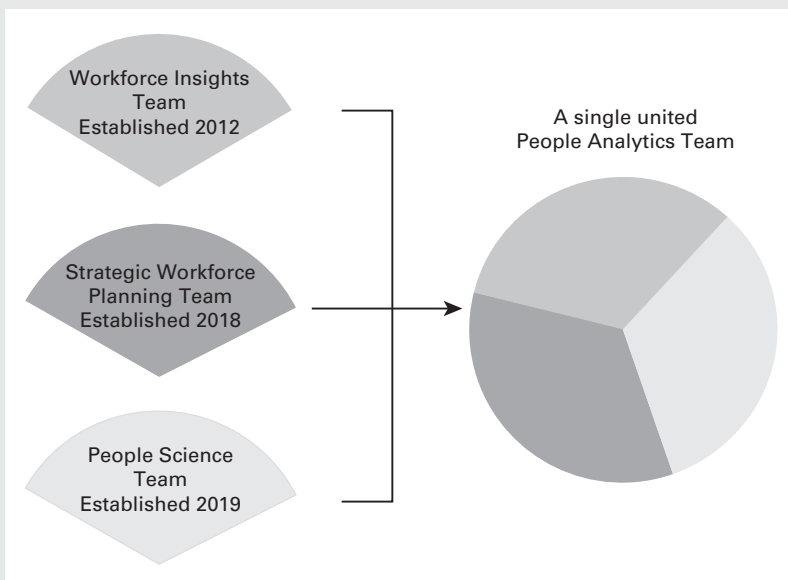 Workforce Insights
Team
Established 2012
A single united
People Analytics Team
Strategic Workforce
Planning Team
Established 2018
People Science
Team
Established 2019